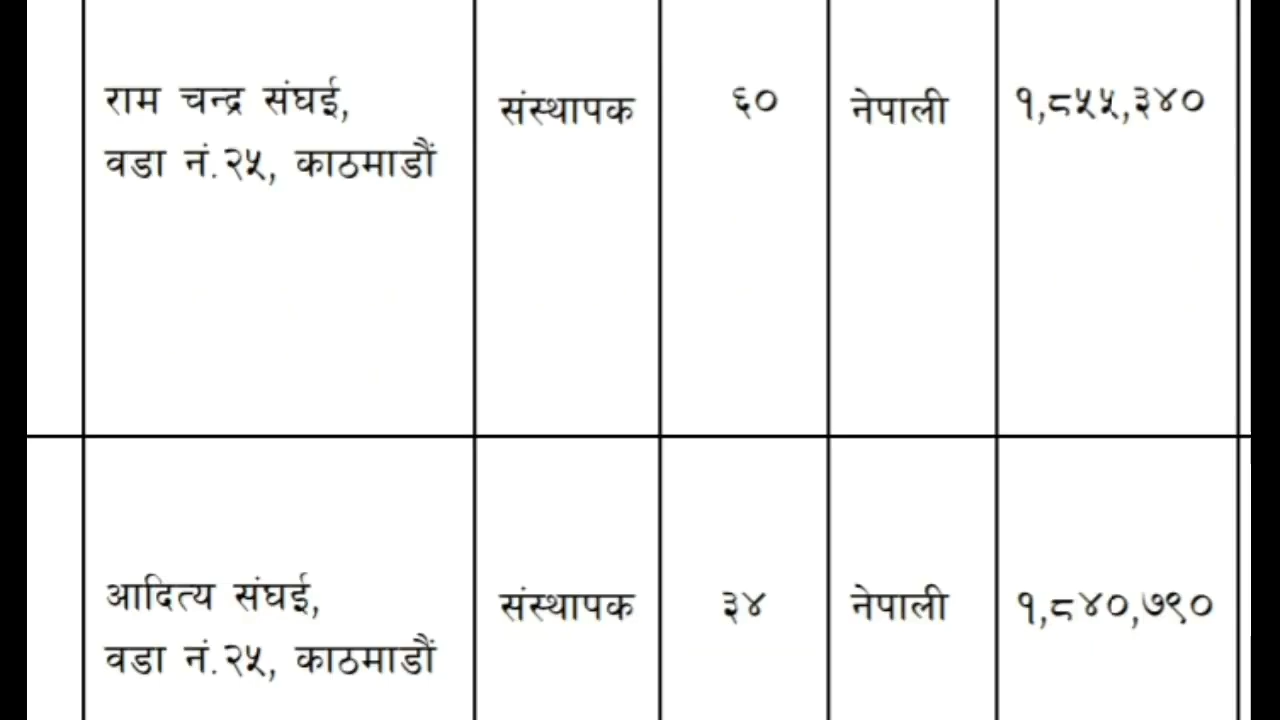 राम चन्द्र संघई, संस्थापक ६० नेपाली १,८५५,३४०
वडा नं.२५, काठमाडौं
आदित्य संघई, संस्थापक ३४ नेपाली १,८४०,७९०
वडा नं.२५, काठमाडौं